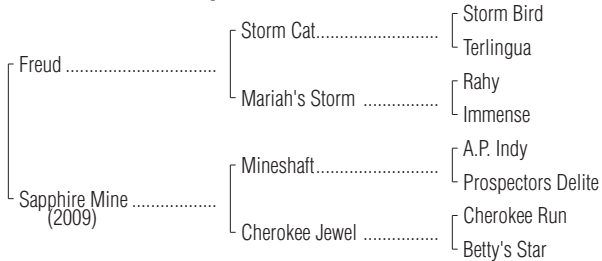 Storm Bird
Storm Cat..........................
Terlingua
Freud ................................
Rahy
Mariah's Storm ................
Immense
A.P. Indy
Mineshaft..........................
Prospectors Delite
Sapphire Mine ..................
(2009)
Cherokee Run
Cherokee Jewel ................
Betty's Star